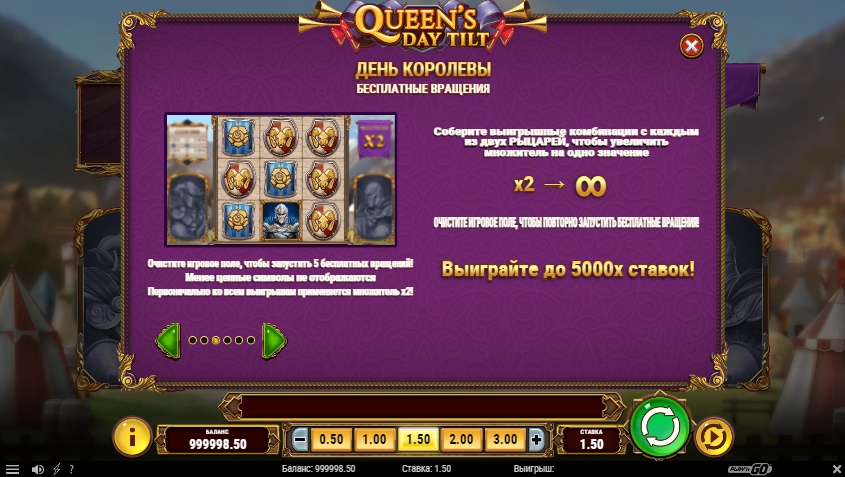 QUEEN'S
DAY TILT
ДЕНЬ КОРОЛЕВЫ
БЕСПЛАТНЫЕ ВРАЩЕНИЯ
X2
Соберите выигрышные комбинации с каждым
из двух РЫЦАРЕЙ, чтобы увеличить
множитель на одно значение
x2 → ∞
ОЧИСТИТЕ ИГРОВОЕ ПОЛЕ, ЧТОБЫ ПОВТОРНО ЗАПУСТИТЬ БЕСПЛАТНЫЕ ВРАЩЕНИЯ!
Очистите игровое поле, чтобы запустить 5 бесплатных вращений!
Менее ценные символы не отображаются
Первоначально ко всем выигрышам применяется множитель x2!
Выиграйте до 5000x ставок!
БАЛАНС
999998.50
0.50 1.00 1.50 2.00 3.00
СТАВКА
1.50
Баланс: 999998.50 Ставка: 1.50 Выигрыш:
PLAY'N GO